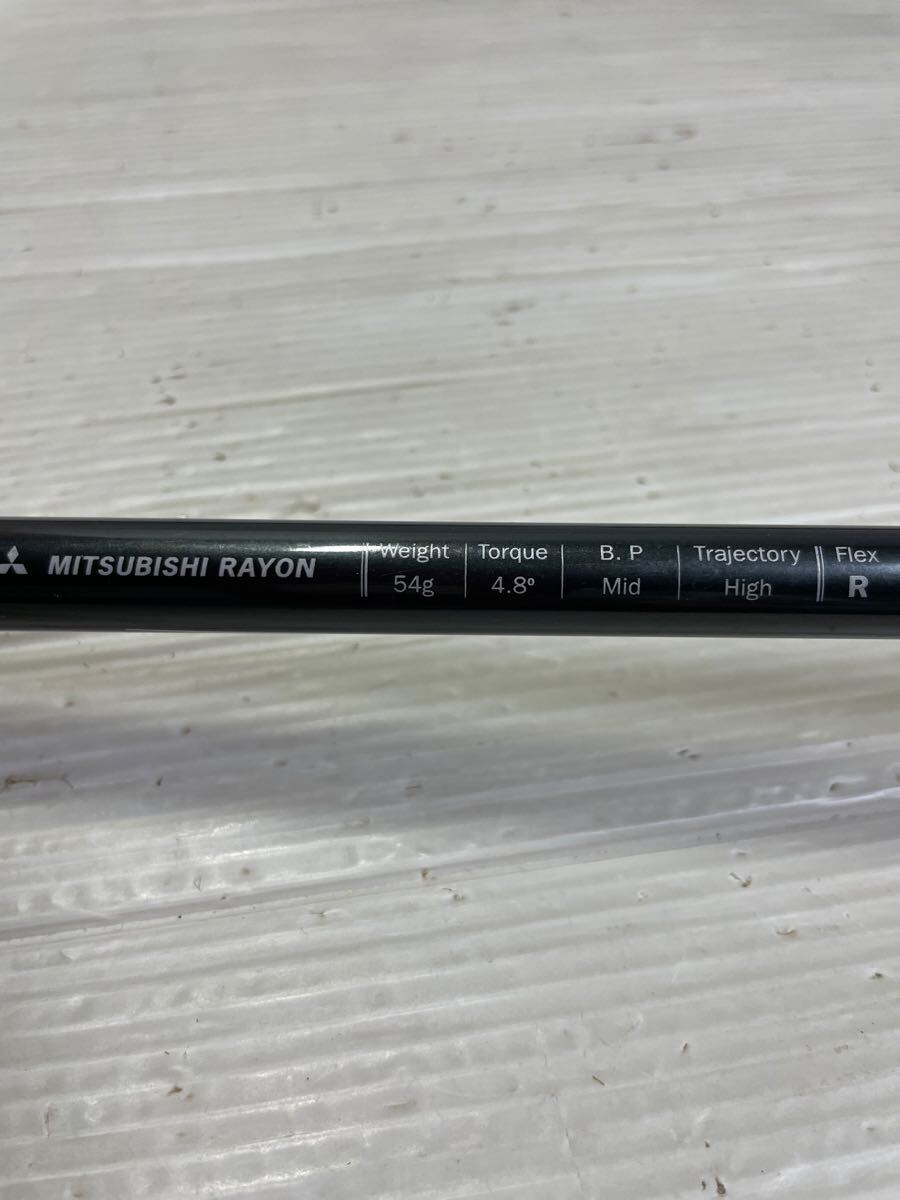 MITSUBISHI RAYON
Weight Torque B. P Trajectory Flex
54g 4.8° Mid High R